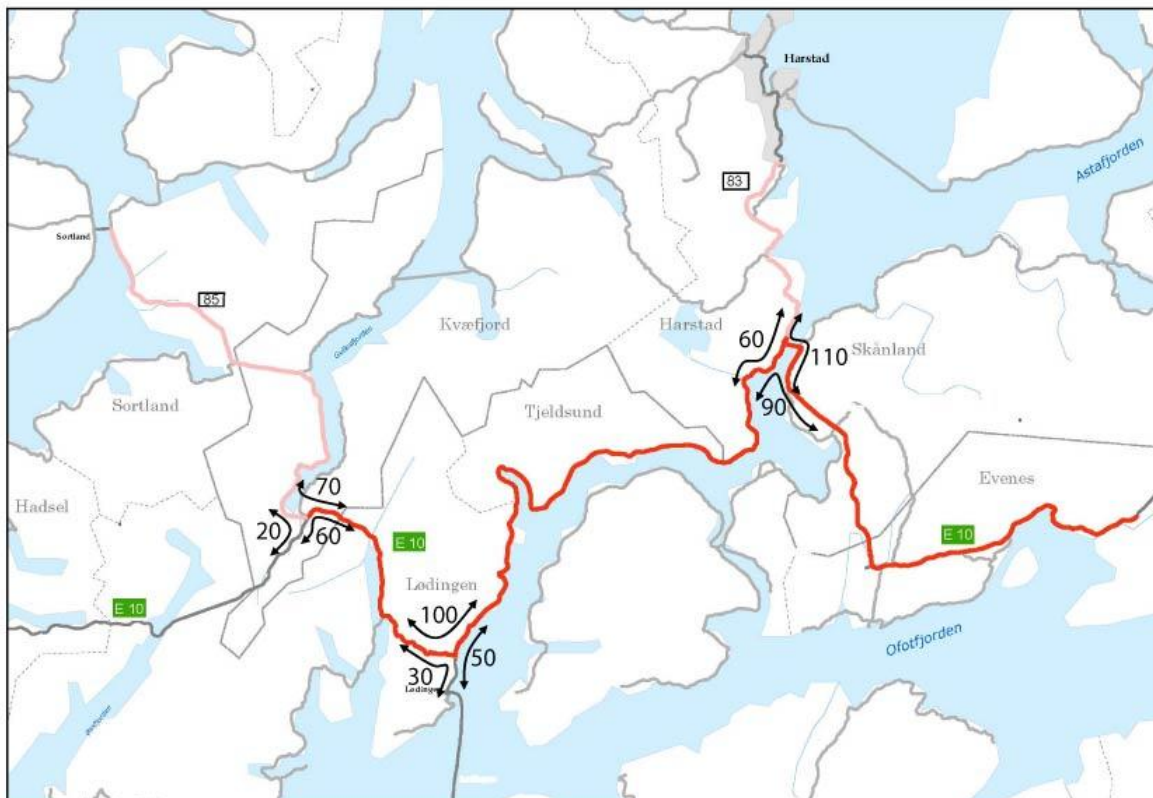 Harstad
Astafjorden
83
Sortland
85
Gullesfjorden
Kvæfjord
Harstad
60
110
Skånland
90
Sortland
Tjeldsund
Hadsel
70
20
60
E 10
Evenes
E 10
Lødingen
E 10
100
50
30
Lødingen
Ofotfjorden